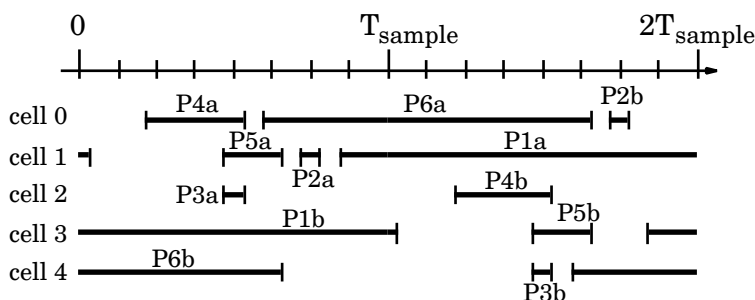 0 T_sample 2T_sample
cell 0 P4a P6a P2b
cell 1 P5a P2a P1a
cell 2 P3a P4b
cell 3 P1b P5b
cell 4 P6b P3b